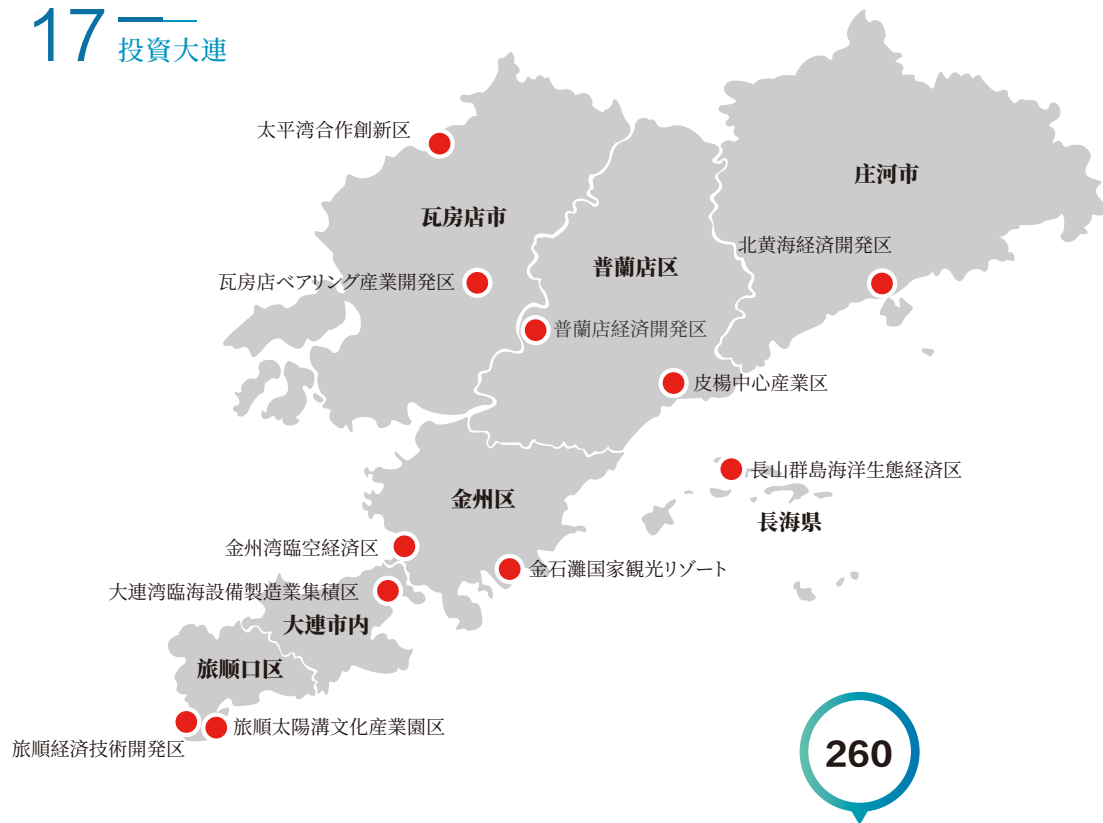 17
投資大連
太平湾合作創新区
庄河市
瓦房店市
北黄海経済開発区
普蘭店区
瓦房店ベアリング産業開発区
普蘭店経済開発区
皮楊中心産業区
長山群島海洋生態経済区
金州区
長海県
金州湾臨空経済区
金石灘国家観光リゾート
大連湾臨海設備製造業集積区
大連市内
旅顺口区
旅順太陽溝文化産業園区
旅順経済技術開発区
260